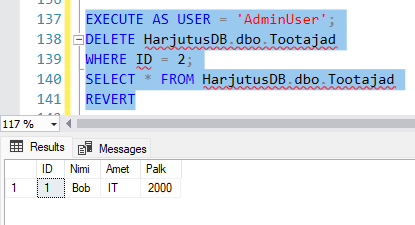 137 EXECUTE AS USER = 'AdminUser';
138 DELETE HarjutusDB.dbo.Tootajad
139 WHERE ID = 2;
140 SELECT * FROM HarjutusDB.dbo.Tootajad
141 REVERT
117 %
Results Messages
ID Nimi Amet Palk
1 1 Bob IT 2000